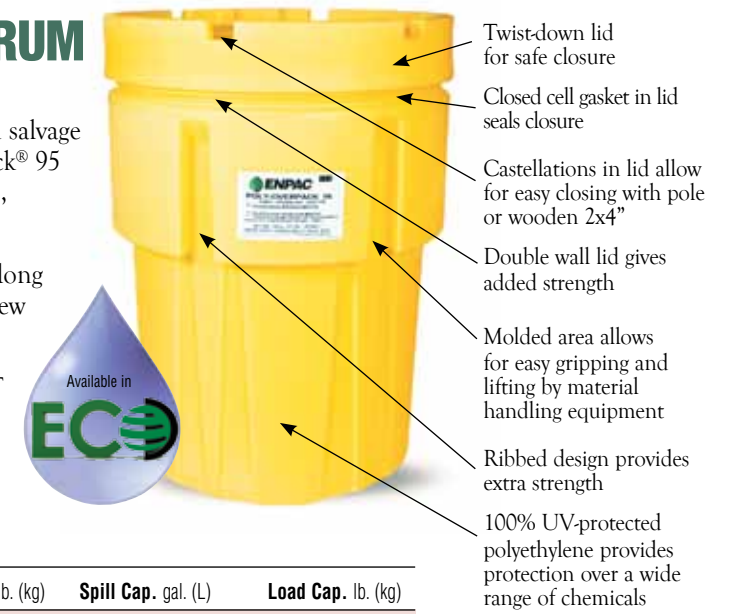 RUM
salvage
ck® 95
,
long
ew
Twist-down lid
for safe closure
Closed cell gasket in lid
seals closure
Castellations in lid allow
for easy closing with pole
or wooden 2x4”
Double wall lid gives
added strength
Molded area allows
for easy gripping and
lifting by material
handling equipment
Ribbed design provides
extra strength
100% UV-protected
polyethylene provides
protection over a wide
range of chemicals
ENPAC
POLY-OVERPACK 95
Available in
ECO
b. (kg) Spill Cap. gal. (L) Load Cap. lb. (kg)